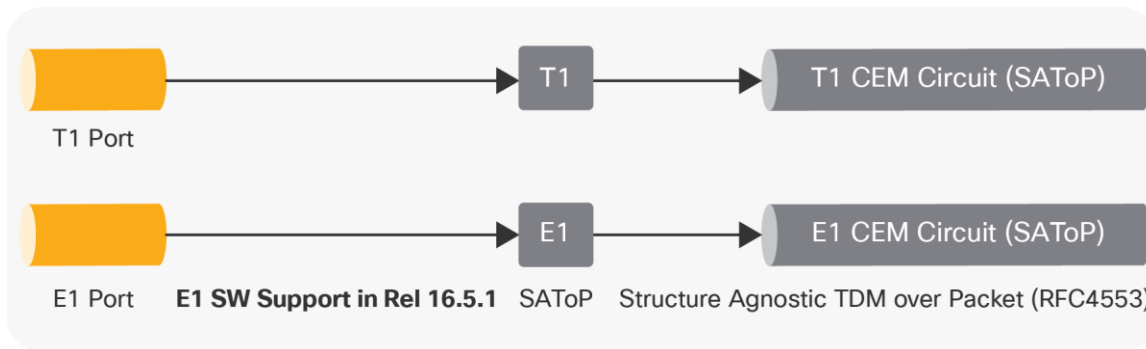 T1 T1 CEM Circuit (SAToP)
T1 Port
E1 E1 CEM Circuit (SAToP)
E1 Port E1 SW Support in Rel 16.5.1 SAToP Structure Agnostic TDM over Packet (RFC4553)